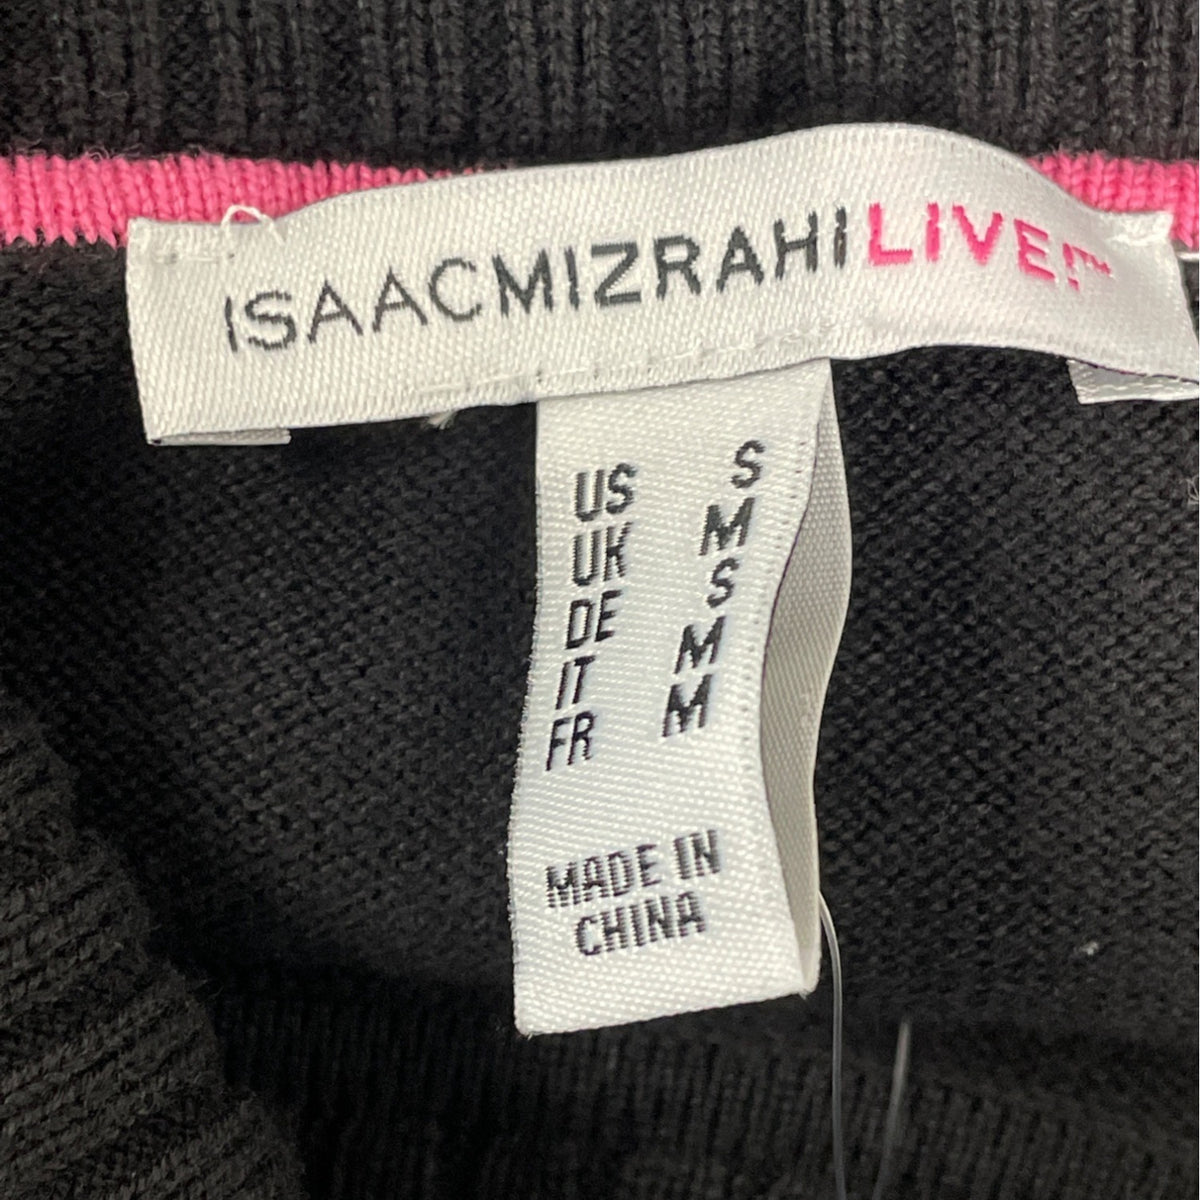 ISAACMIZRAHILIVE!™
US S
UK M
DE S
IT M
FR M
MADE IN
CHINA